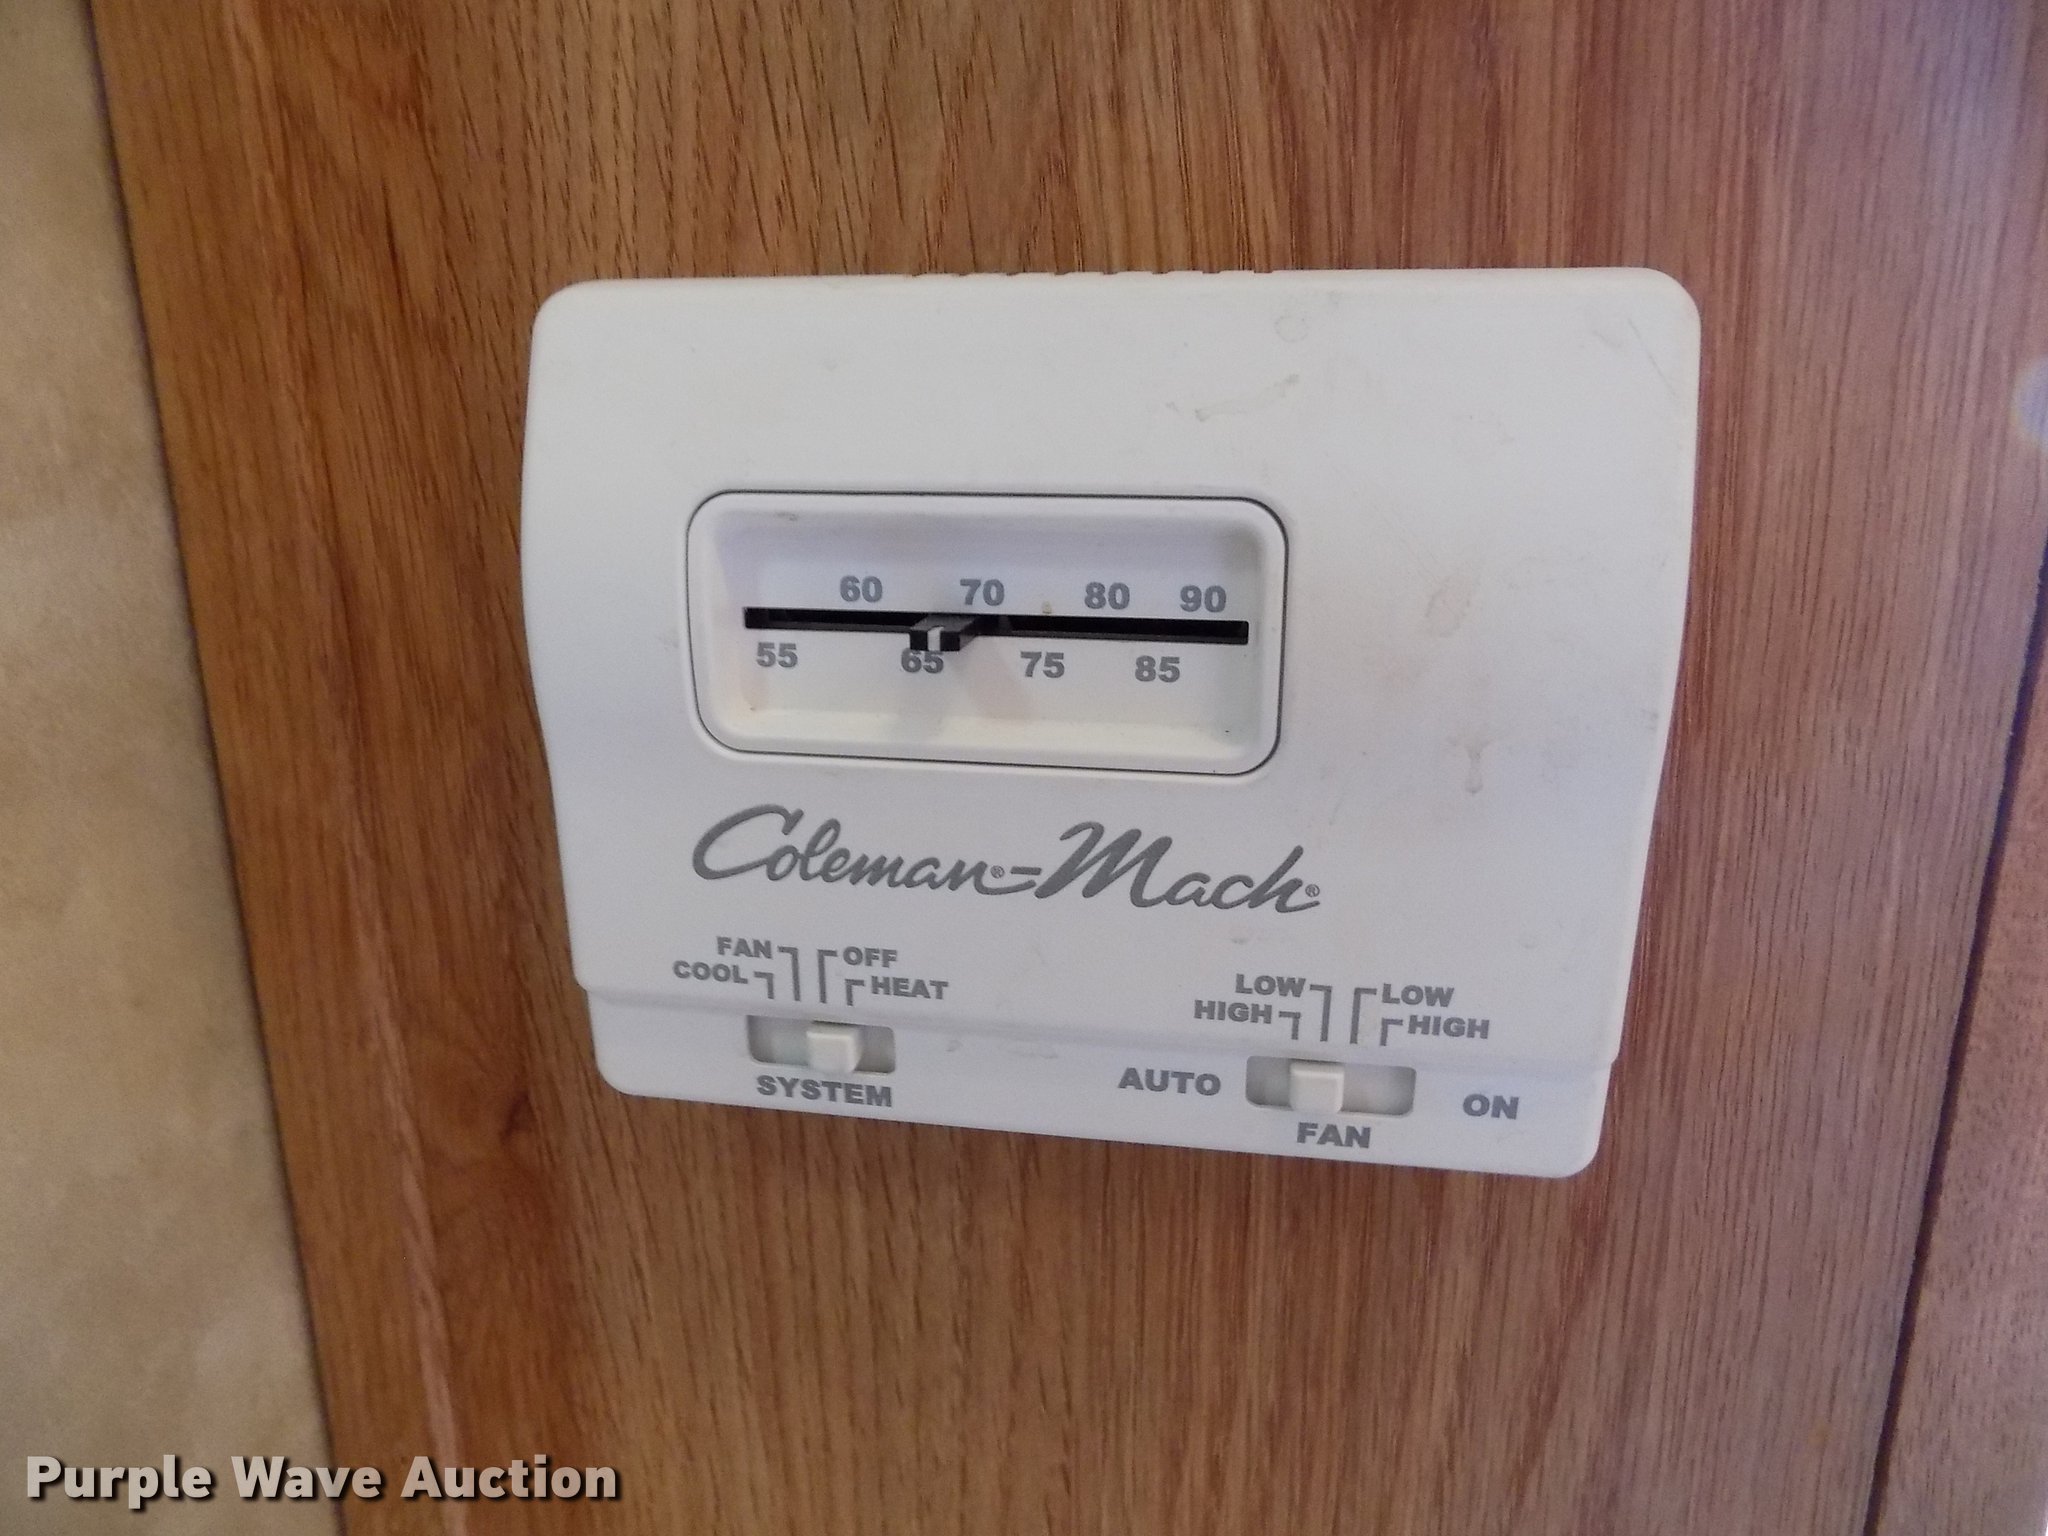 60 70 80 90
55 65 75 85
Coleman®-Mach®
FAN OFF
COOL HEAT
LOW LOW
HIGH HIGH
SYSTEM
AUTO ON
FAN
Purple Wave Auction